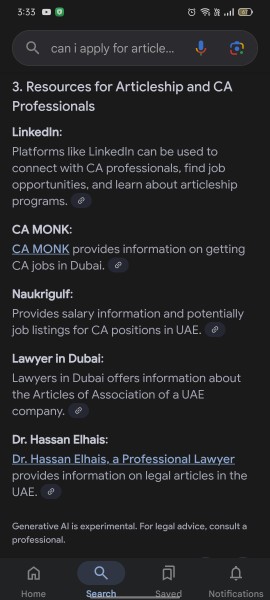 3:33
can i apply for article...
3. Resources for Articleship and CA
Professionals
LinkedIn:
Platforms like LinkedIn can be used to
connect with CA professionals, find job
opportunities, and learn about articleship
programs.
CA MONK:
CA MONK provides information on getting
CA jobs in Dubai.
Naukrigulf:
Provides salary information and potentially
job listings for CA positions in UAE.
Lawyer in Dubai:
Lawyers in Dubai offers information about
the Articles of Association of a UAE
company.
Dr. Hassan Elhais:
Dr. Hassan Elhais, a Professional Lawyer
provides information on legal articles in the
UAE.
Generative AI is experimental. For legal advice, consult a
professional.
Home Search Saved Notifications